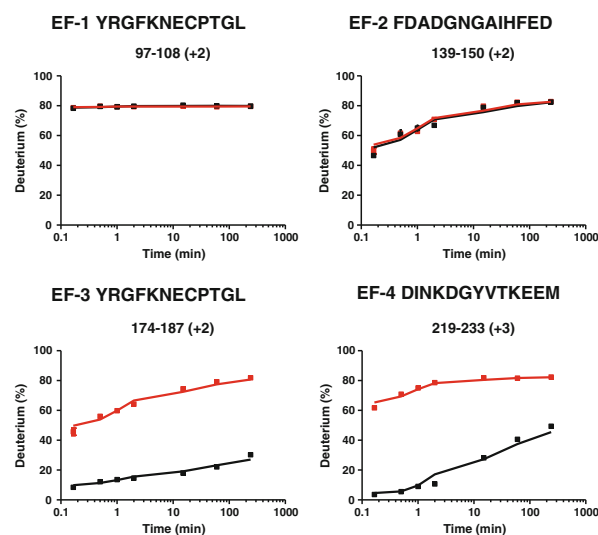 EF-1 YRGFKNECPTGL
97-108 (+2)
Deuterium (%)
100
80
60
40
20
0
0.1 1 10 100 1000
Time (min)
EF-2 FDADGNGAIHFED
139-150 (+2)
Deuterium (%)
100
80
60
40
20
0
0.1 1 10 100 1000
Time (min)
EF-3 YRGFKNECPTGL
174-187 (+2)
Deuterium (%)
100
80
60
40
20
0
0.1 1 10 100 1000
Time (min)
EF-4 DINKDGYVTKEEM
219-233 (+3)
Deuterium (%)
100
80
60
40
20
0
0.1 1 10 100 1000
Time (min)